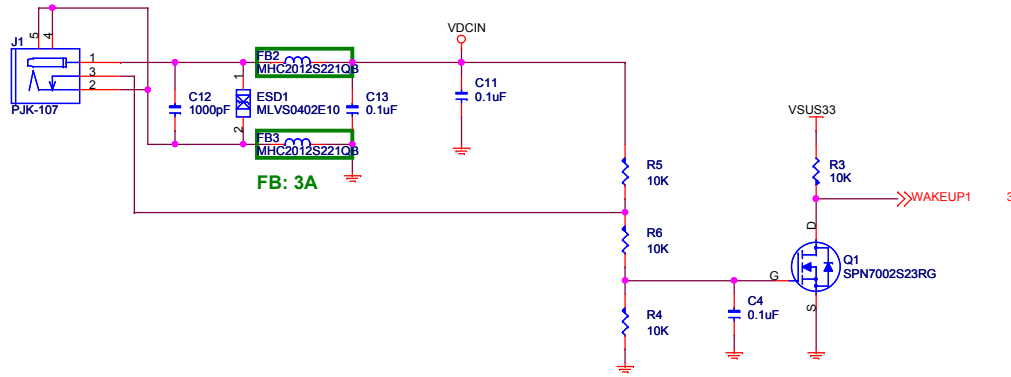 5
4
J1
1
3
2
PJK-107
C12
1000pF
1
2
ESD1
MLVS0402E10
FB2
MHC2012S221QB
C13
0.1uF
FB3
MHC2012S221QB
FB: 3A
VDCIN
C11
0.1uF
R5
10K
R6
10K
R4
10K
C4
0.1uF
VSUS33
R3
10K
WAKEUP1
D
G
S
Q1
SPN7002S23RG